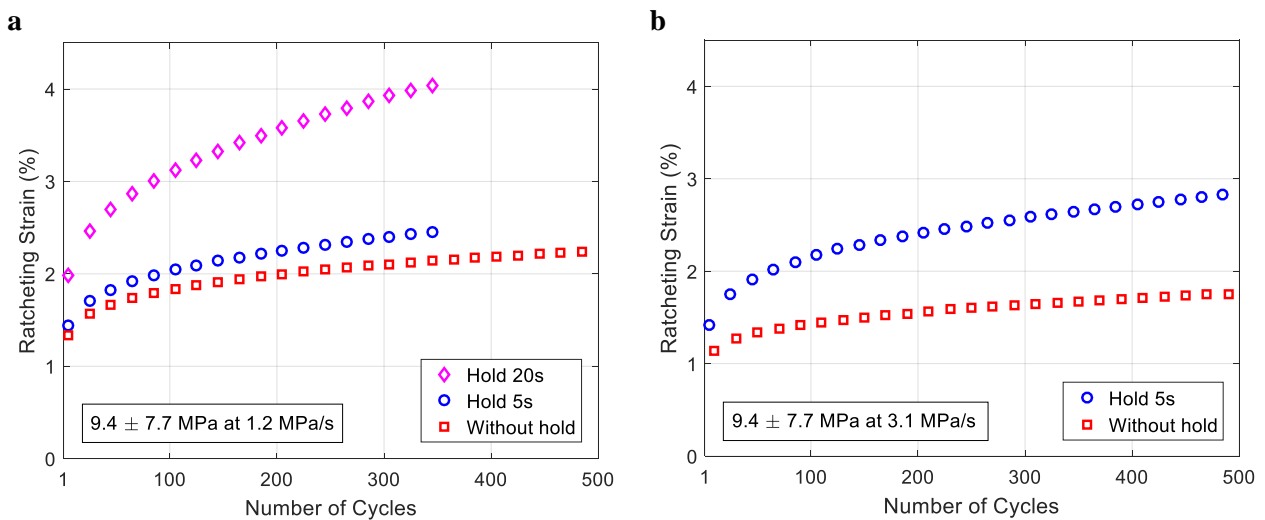 a
Ratcheting Strain (%)
4
3
2
1
0
1
100
200
300
400
500
Number of Cycles
Hold 20s
Hold 5s
Without hold
9.4 ± 7.7 MPa at 1.2 MPa/s
b
Ratcheting Strain (%)
4
3
2
1
0
1
100
200
300
400
500
Number of Cycles
Hold 5s
Without hold
9.4 ± 7.7 MPa at 3.1 MPa/s